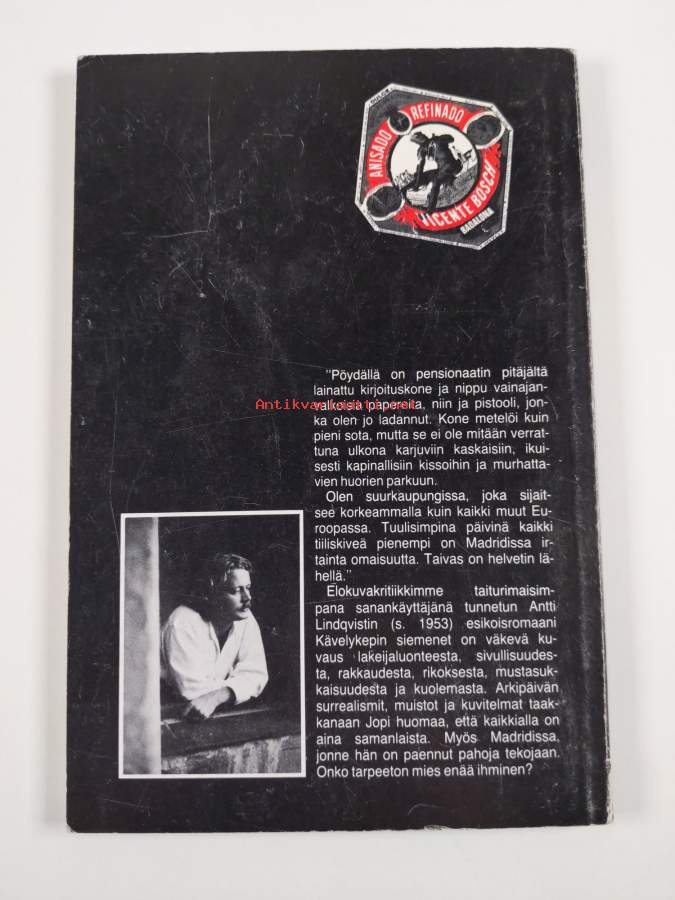 DULCE
ANISADO
REFINADO
VICENTE BOSCH
BADALONA
"Pöydällä on pensionaatin pitäjältä
lainattu kirjoituskone ja nippu vainajan-
valkoisia papereita, niin ja pistooli, jon-
Antikvariaatti.net
ka olen jo ladannut. Kone metelöi kuin
pieni sota, mutta se ei ole mitään verrat-
tuna ulkona karjuviin kaskaisiin, ikui-
sesti kapinallisiin kissoihin ja murhatta-
vien huorien parkuun.
Olen suurkaupungissa, joka sijait-
see korkeammalla kuin kaikki muut Eu-
roopassa. Tuulisimpina päivinä kaikki
tiiliskiveä pienempi on Madridissa ir-
tainta omaisuutta. Taivas on helvetin lä-
hellä."
Elokuvakritiikkimme taiturimaisim-
pana sanankäyttäjänä tunnetun Antti
Lindqvistin (s. 1953) esikoisromaani
Kävelykepin siemenet on väkevä ku-
vaus lakeijaluonteesta, sivullisuudes-
ta, rakkaudesta, rikoksesta, mustasuk-
kaisuudesta ja kuolemasta. Arkipäivän
surrealismit, muistot ja kuvitelmat taak-
kanaan Jopi huomaa, että kaikkialla on
aina samanlaista. Myös Madridissa,
jonne hän on paennut pahoja tekojaan.
Onko tarpeeton mies enää ihminen?